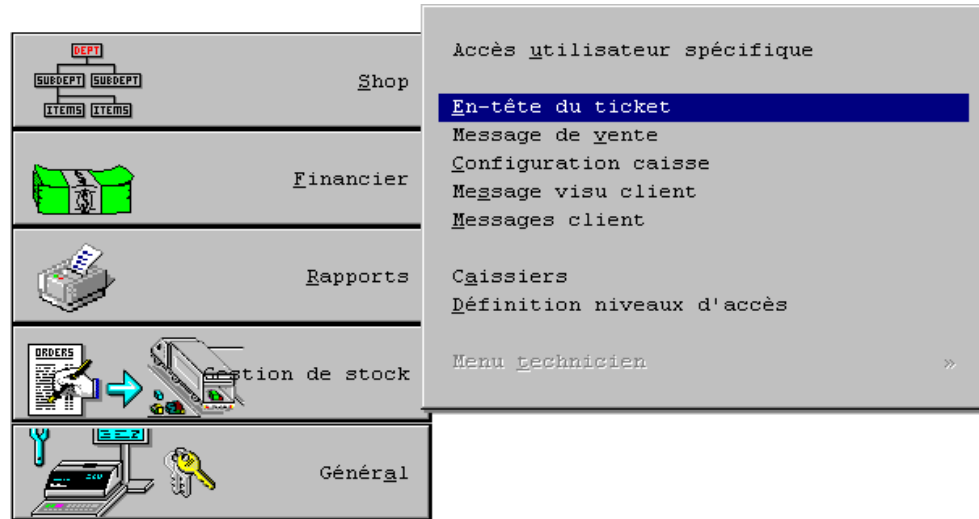 DEPT
SUBDEPT SUBDEPT
ITEMS ITEMS
Shop
Financier
Rapports
ORDERS
Gestion de stock
Général
Accès utilisateur spécifique
En-tête du ticket
Message de vente
Configuration caisse
Message visu client
Messages client
Caissiers
Définition niveaux d'accès
Menu technicien »